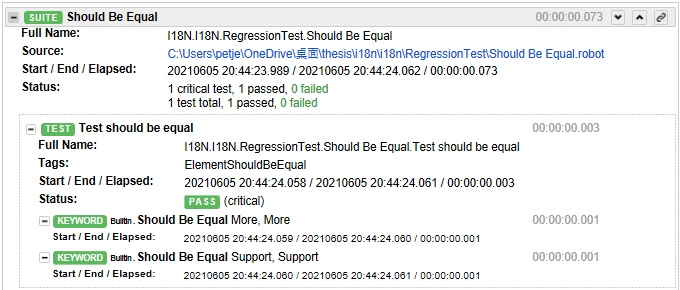 SUITE Should Be Equal 00:00:00.073
Full Name: I18N.I18N.RegressionTest.Should Be Equal
Source: C:\Users\petje\OneDrive\桌面\thesis\i18n\i18n\RegressionTest\Should Be Equal.robot
Start / End / Elapsed: 20210605 20:44:23.989 / 20210605 20:44:24.062 / 00:00:00.073
Status: 1 critical test, 1 passed, 0 failed
1 test total, 1 passed, 0 failed
TEST Test should be equal 00:00:00.003
Full Name: I18N.I18N.RegressionTest.Should Be Equal.Test should be equal
Tags: ElementShouldBeEqual
Start / End / Elapsed: 20210605 20:44:24.058 / 20210605 20:44:24.061 / 00:00:00.003
Status: PASS (critical)
KEYWORD BuiltIn. Should Be Equal More, More 00:00:00.001
Start / End / Elapsed: 20210605 20:44:24.059 / 20210605 20:44:24.060 / 00:00:00.001
KEYWORD BuiltIn. Should Be Equal Support, Support 00:00:00.001
Start / End / Elapsed: 20210605 20:44:24.060 / 20210605 20:44:24.061 / 00:00:00.001